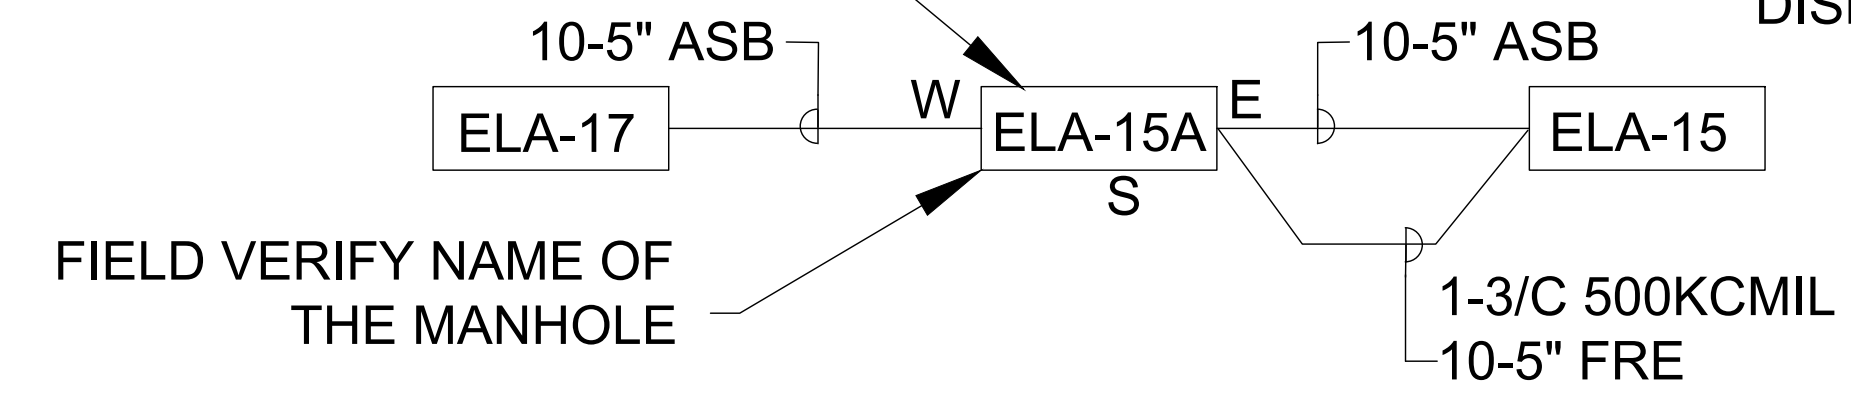 10-5" ASB
10-5" ASB
ELA-17
W
ELA-15A
E
ELA-15
S
FIELD VERIFY NAME OF
THE MANHOLE
1-3/C 500KCMIL
10-5" FRE